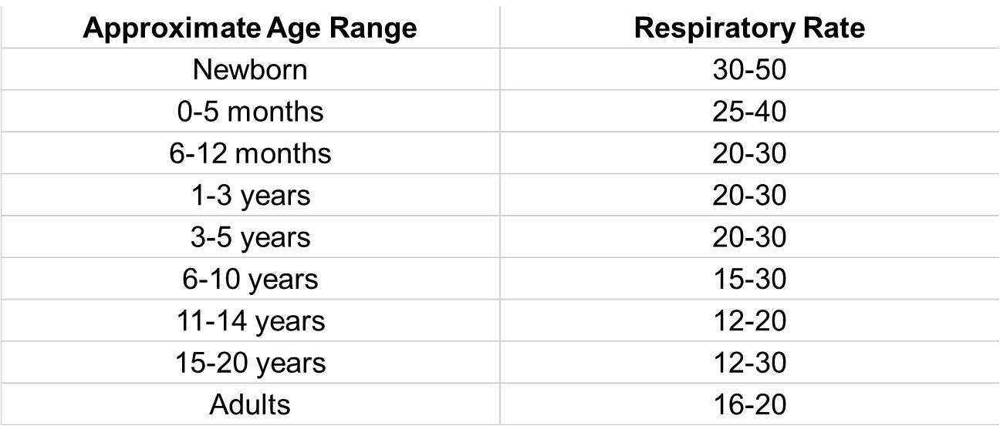 Approximate Age Range Respiratory Rate
Newborn 30-50
0-5 months 25-40
6-12 months 20-30
1-3 years 20-30
3-5 years 20-30
6-10 years 15-30
11-14 years 12-20
15-20 years 12-30
Adults 16-20